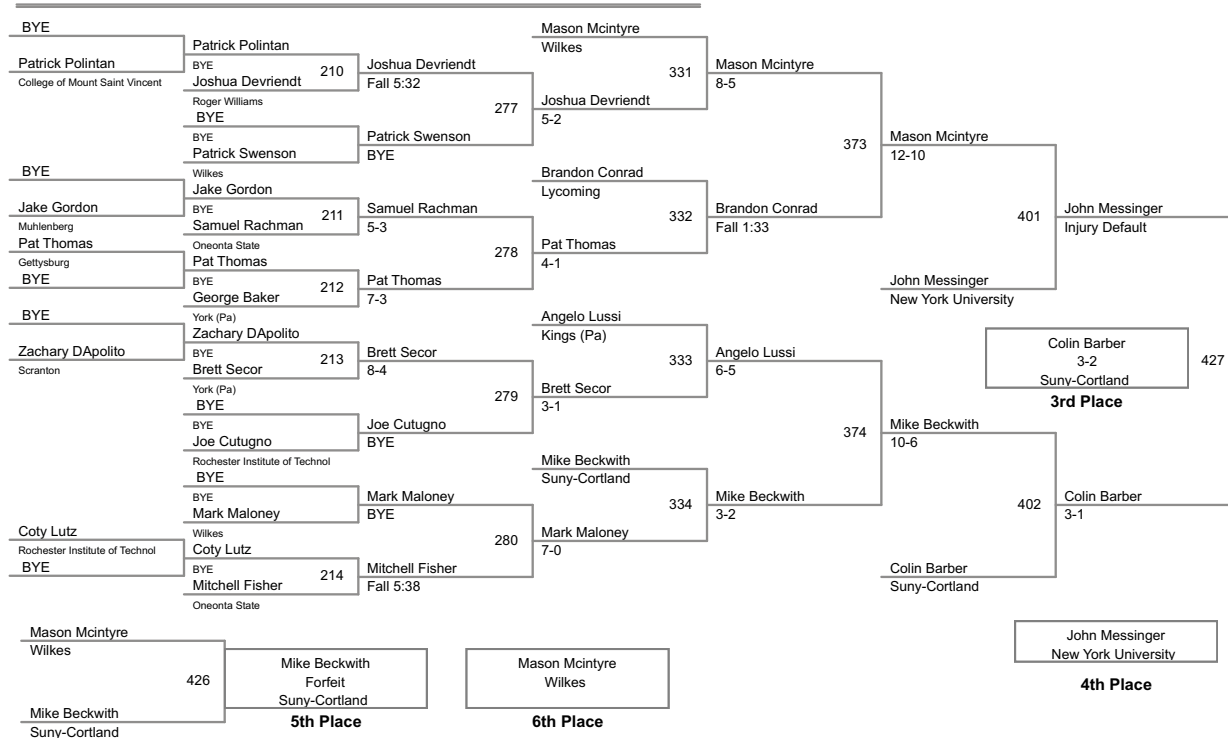 BYE
Patrick Polintan
College of Mount Saint Vincent
BYE
Jake Gordon
Muhlenberg
Pat Thomas
Gettysburg
BYE
BYE
Zachary DApolito
Scranton
Coty Lutz
Rochester Institute of Technol
BYE
Patrick Polintan
BYE
210
Joshua Devriendt
Roger Williams
BYE
BYE
Patrick Swenson
Wilkes
Jake Gordon
BYE
211
Samuel Rachman
Oneonta State
Pat Thomas
BYE
212
George Baker
York (Pa)
Zachary DApolito
BYE
213
Brett Secor
York (Pa)
BYE
BYE
Joe Cutugno
Rochester Institute of Technol
BYE
BYE
Mark Maloney
Wilkes
Coty Lutz
BYE
214
Mitchell Fisher
Oneonta State
Joshua Devriendt
Fall 5:32
277
Patrick Swenson
BYE
Samuel Rachman
5-3
278
Pat Thomas
7-3
Brett Secor
8-4
279
Joe Cutugno
BYE
Mark Maloney
BYE
280
Mitchell Fisher
Fall 5:38
Mason Mcintyre
Wilkes
331
Joshua Devriendt
5-2
Brandon Conrad
Lycoming
332
Pat Thomas
4-1
Angelo Lussi
Kings (Pa)
333
Brett Secor
3-1
Mike Beckwith
Suny-Cortland
334
Mark Maloney
7-0
Mason Mcintyre
8-5
373
Brandon Conrad
Fall 1:33
Angelo Lussi
6-5
374
Mike Beckwith
3-2
Mason Mcintyre
12-10
401
John Messinger
New York University
Mike Beckwith
10-6
402
Colin Barber
Suny-Cortland
John Messinger
Injury Default
Colin Barber
3-2
Suny-Cortland
427
3rd Place
Colin Barber
3-1
John Messinger
New York University
4th Place
Mason Mcintyre
Wilkes
426
Mike Beckwith
Suny-Cortland
Mike Beckwith
Forfeit
Suny-Cortland
5th Place
Mason Mcintyre
Wilkes
6th Place